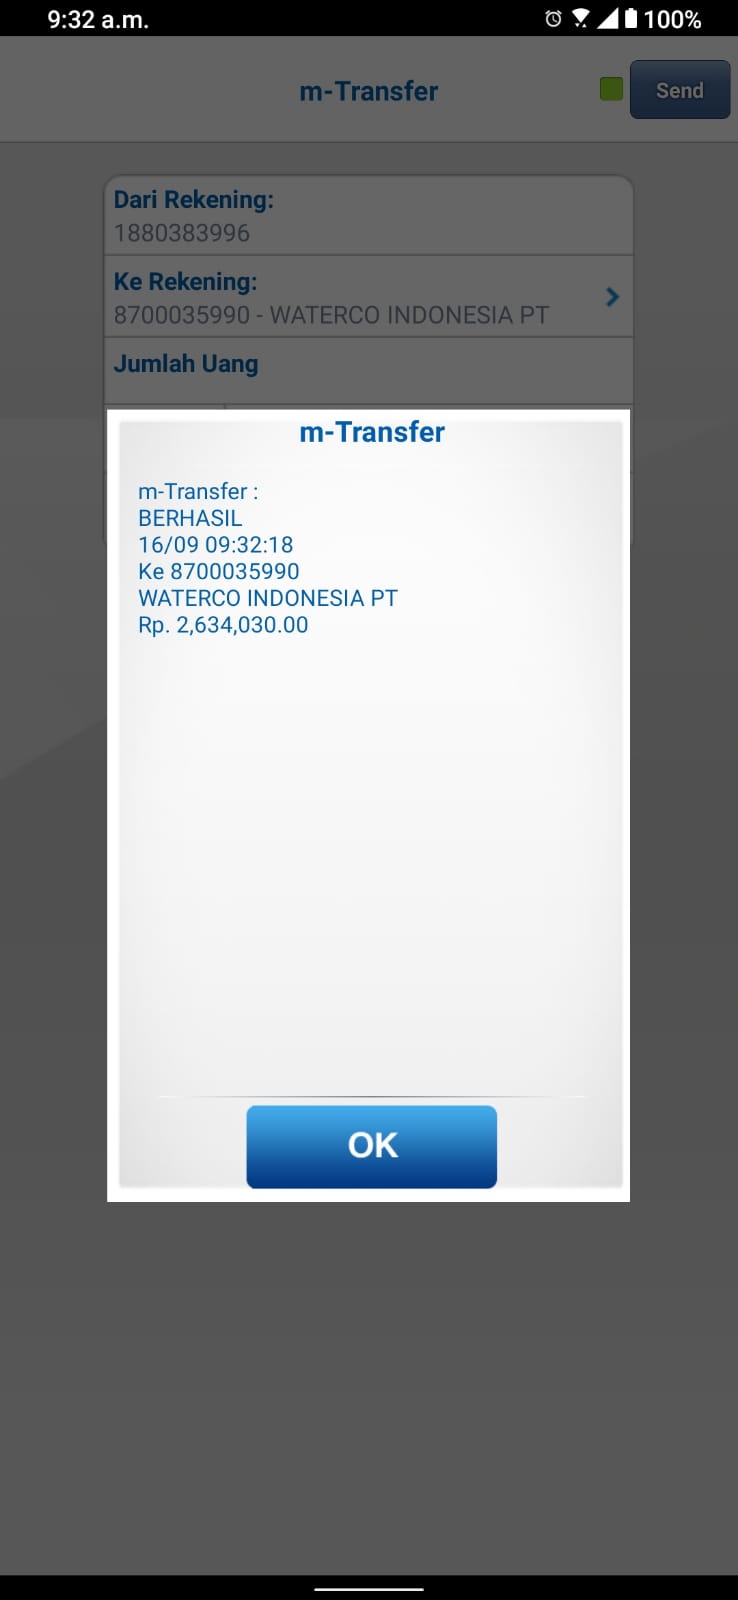 9:32 a.m.
100%
m-Transfer
Send
Dari Rekening:
1880383996
Ke Rekening:
8700035990 - WATERCO INDONESIA PT
Jumlah Uang
m-Transfer
m-Transfer :
BERHASIL
16/09 09:32:18
Ke 8700035990
WATERCO INDONESIA PT
Rp. 2,634,030.00
OK